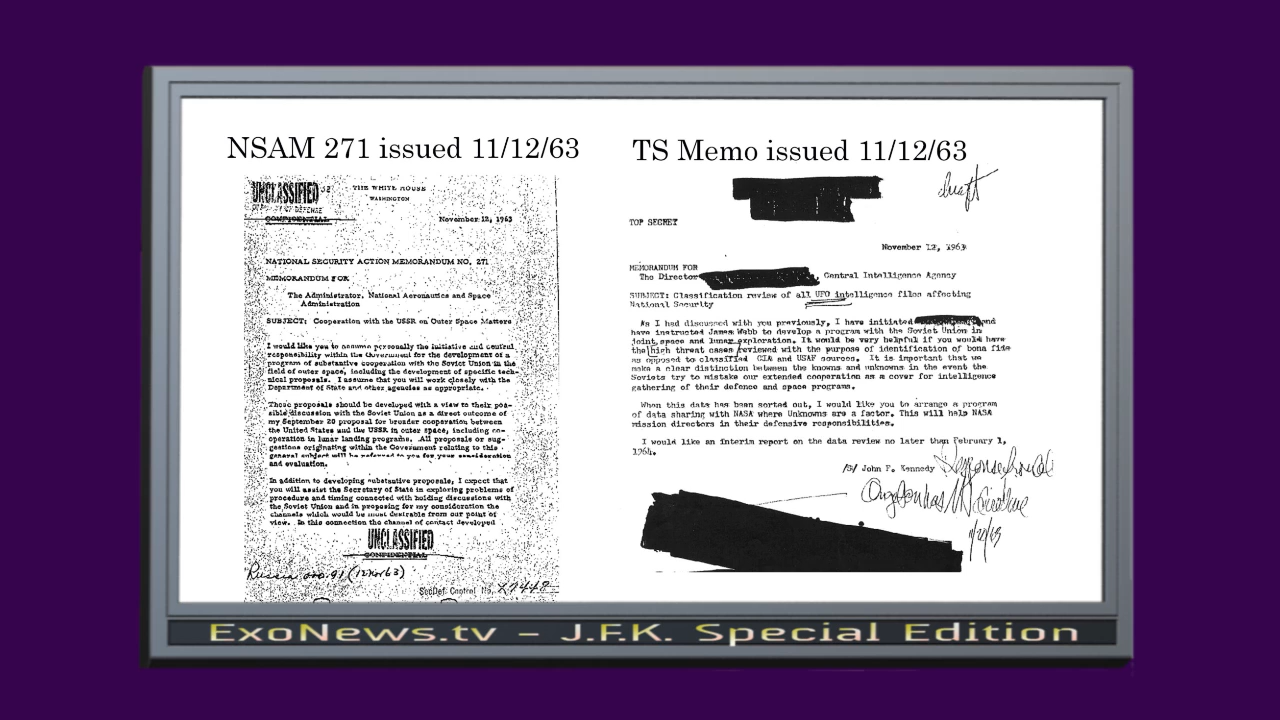 NSAM 271 issued 11/12/63
UNCLASSIFIED
THE WHITE HOUSE
WASHINGTON
CONFIDENTIAL
November 12, 1963
NATIONAL SECURITY ACTION MEMORANDUM NO. 271
MEMORANDUM FOR
The Administrator, National Aeronautics and Space
Administration
SUBJECT: Cooperation with the USSR on Outer Space Matters
I would like you to assume personally the initiative and central
responsibility within the Government for the development of a
program of substantive cooperation with the Soviet Union in the
field of outer space, including the development of specific tech-
nical proposals. I assume that you will work closely with the
Department of State and other agencies as appropriate.
These proposals should be developed with a view to their pos-
sible discussion with the Soviet Union as a direct outcome of
my September 20 proposal for broader cooperation between
the United States and the USSR in outer space, including co-
operation in lunar landing programs. All proposals or sug-
gestions originating within the Government relating to this
general subject will be referred to you for your consideration
and evaluation.
In addition to developing substantive proposals, I expect that
you will assist the Secretary of State in exploring problems of
procedure and timing connected with holding discussions with
the Soviet Union and in proposing for my consideration the
channels which would be most desirable from our point of
view. In this connection the channel of contact developed
UNCLASSIFIED
CONFIDENTIAL
Russia (12 Nov 63)
SecDef Control No.
TS Memo issued 11/12/63
draft
TOP SECRET
November 12, 1963
MEMORANDUM FOR
The Director Central Intelligence Agency
SUBJECT: Classification review of all UFO intelligence files affecting
National Security
As I had discussed with you previously, I have initiated and
have instructed James Webb to develop a program with the Soviet Union in
joint space and lunar exploration. It would be very helpful if you would have
the high threat cases reviewed with the purpose of identification of bona fide
as opposed to classified CIA and USAF sources. It is important that we
make a clear distinction between the knowns and unknowns in the event the
Soviets try to mistake our extended cooperation as a cover for intelligence
gathering of their defence and space programs.
When this data has been sorted out, I would like you to arrange a program
of data sharing with NASA where Unknowns are a factor. This will help NASA
mission directors in their defensive responsibilities.
I would like an interim report on the data review no later than February 1,
1964.
/S/ John F. Kennedy
ExoNews.tv – J.F.K. Special Edition